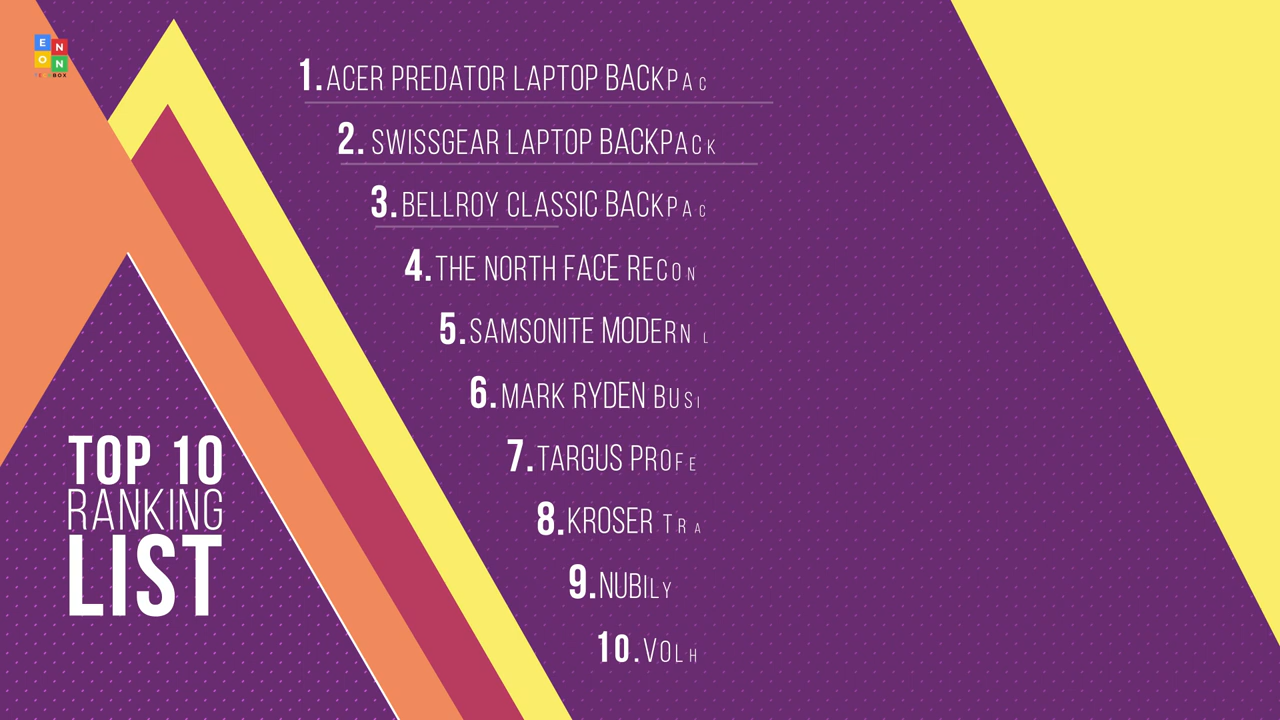 E N
O N
TECHBOX
1. ACER PREDATOR LAPTOP BACKPAC
2. SWISSGEAR LAPTOP BACKPACK
3. BELLROY CLASSIC BACKPAC
4. THE NORTH FACE RECON
5. SAMSONITE MODERN L
6. MARK RYDEN BUSI
7. TARGUS PROFE
8. KROSER TRA
9. NUBILY
10. VOLH
TOP 10
RANKING
LIST